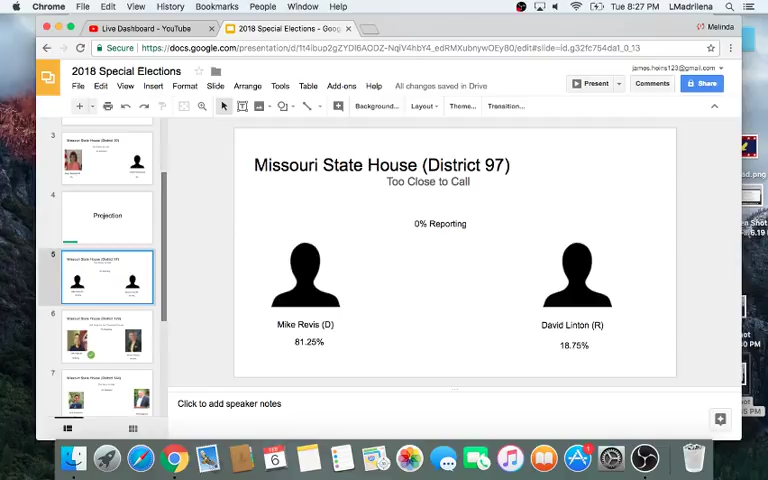 Chrome File Edit View History Bookmarks People Window Help Tue 8:27 PM LMadrilena
Live Dashboard - YouTube
2018 Special Elections - Goog
Melinda
Secure https://docs.google.com/presentation/d/1t4ibup2gZYDl6AODZ-NqiV4hbY4_edRMXubnywOEy80/edit#slide=id.g32fc754da1_0_13
2018 Special Elections
james.heins123@gmail.com
File Edit View Insert Format Slide Arrange Tools Table Add-ons Help All changes saved in Drive
Present Comments Share
Background... Layout Theme... Transition...
3
4
Projection
5
6
7
Missouri State House (District 97)
Too Close to Call
0% Reporting
Mike Revis (D)
David Linton (R)
81.25%
18.75%
Click to add speaker notes
FEB
6
1